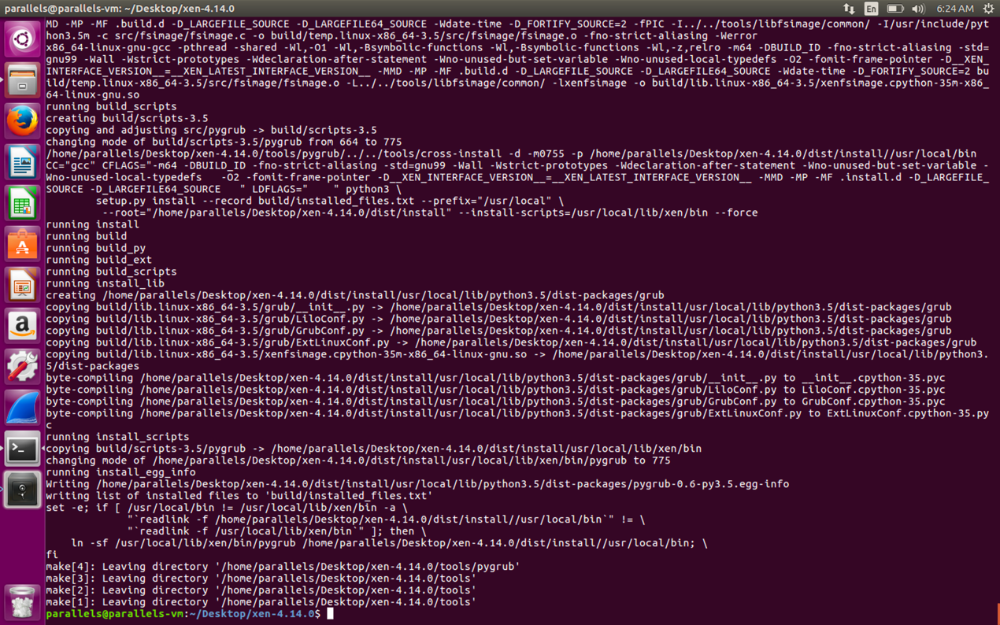 parallels@parallels-vm: ~/Desktop/xen-4.14.0
En
6:24 AM
MD -MP -MF .build.d -D_LARGEFILE_SOURCE -D_LARGEFILE64_SOURCE -Wdate-time -D_FORTIFY_SOURCE=2 -fPIC -I../../tools/libfsimage/common/ -I/usr/include/pyt
hon3.5m -c src/fsimage/fsimage.c -o build/temp.linux-x86_64-3.5/src/fsimage/fsimage.o -fno-strict-aliasing -Werror
x86_64-linux-gnu-gcc -pthread -shared -Wl,-O1 -Wl,-Bsymbolic-functions -Wl,-Bsymbolic-functions -Wl,-z,relro -m64 -DBUILD_ID -fno-strict-aliasing -std=
gnu99 -Wall -Wstrict-prototypes -Wdeclaration-after-statement -Wno-unused-but-set-variable -Wno-unused-local-typedefs -O2 -fomit-frame-pointer -D__XEN_
INTERFACE_VERSION__=__XEN_LATEST_INTERFACE_VERSION__ -MMD -MP -MF .build.d -D_LARGEFILE_SOURCE -D_LARGEFILE64_SOURCE -Wdate-time -D_FORTIFY_SOURCE=2 bu
ild/temp.linux-x86_64-3.5/src/fsimage/fsimage.o -L../../tools/libfsimage/common/ -lxenfsimage -o build/lib.linux-x86_64-3.5/xenfsimage.cpython-35m-x86_
64-linux-gnu.so
running build_scripts
creating build/scripts-3.5
copying and adjusting src/pygrub -> build/scripts-3.5
changing mode of build/scripts-3.5/pygrub from 664 to 775
/home/parallels/Desktop/xen-4.14.0/tools/pygrub/../../tools/cross-install -d -m0755 -p /home/parallels/Desktop/xen-4.14.0/dist/install//usr/local/bin
CC="gcc" CFLAGS="-m64 -DBUILD_ID -fno-strict-aliasing -std=gnu99 -Wall -Wstrict-prototypes -Wdeclaration-after-statement -Wno-unused-but-set-variable -
Wno-unused-local-typedefs   -O2 -fomit-frame-pointer -D__XEN_INTERFACE_VERSION__=__XEN_LATEST_INTERFACE_VERSION__ -MMD -MP -MF .install.d -D_LARGEFILE_
SOURCE -D_LARGEFILE64_SOURCE   " LDFLAGS="    " python3 \
setup.py install --record build/installed_files.txt --prefix="/usr/local" \
--root="/home/parallels/Desktop/xen-4.14.0/dist/install" --install-scripts=/usr/local/lib/xen/bin --force
running install
running build
running build_py
running build_ext
running build_scripts
running install_lib
creating /home/parallels/Desktop/xen-4.14.0/dist/install/usr/local/lib/python3.5/dist-packages/grub
copying build/lib.linux-x86_64-3.5/grub/__init__.py -> /home/parallels/Desktop/xen-4.14.0/dist/install/usr/local/lib/python3.5/dist-packages/grub
copying build/lib.linux-x86_64-3.5/grub/LiloConf.py -> /home/parallels/Desktop/xen-4.14.0/dist/install/usr/local/lib/python3.5/dist-packages/grub
copying build/lib.linux-x86_64-3.5/grub/GrubConf.py -> /home/parallels/Desktop/xen-4.14.0/dist/install/usr/local/lib/python3.5/dist-packages/grub
copying build/lib.linux-x86_64-3.5/grub/ExtLinuxConf.py -> /home/parallels/Desktop/xen-4.14.0/dist/install/usr/local/lib/python3.5/dist-packages/grub
copying build/lib.linux-x86_64-3.5/xenfsimage.cpython-35m-x86_64-linux-gnu.so -> /home/parallels/Desktop/xen-4.14.0/dist/install/usr/local/lib/python3.
5/dist-packages
byte-compiling /home/parallels/Desktop/xen-4.14.0/dist/install/usr/local/lib/python3.5/dist-packages/grub/__init__.py to __init__.cpython-35.pyc
byte-compiling /home/parallels/Desktop/xen-4.14.0/dist/install/usr/local/lib/python3.5/dist-packages/grub/LiloConf.py to LiloConf.cpython-35.pyc
byte-compiling /home/parallels/Desktop/xen-4.14.0/dist/install/usr/local/lib/python3.5/dist-packages/grub/GrubConf.py to GrubConf.cpython-35.pyc
byte-compiling /home/parallels/Desktop/xen-4.14.0/dist/install/usr/local/lib/python3.5/dist-packages/grub/ExtLinuxConf.py to ExtLinuxConf.cpython-35.py
c
running install_scripts
copying build/scripts-3.5/pygrub -> /home/parallels/Desktop/xen-4.14.0/dist/install/usr/local/lib/xen/bin
changing mode of /home/parallels/Desktop/xen-4.14.0/dist/install/usr/local/lib/xen/bin/pygrub to 775
running install_egg_info
Writing /home/parallels/Desktop/xen-4.14.0/dist/install/usr/local/lib/python3.5/dist-packages/pygrub-0.6-py3.5.egg-info
writing list of installed files to 'build/installed_files.txt'
set -e; if [ /usr/local/bin != /usr/local/lib/xen/bin -a \
"`readlink -f /home/parallels/Desktop/xen-4.14.0/dist/install//usr/local/bin`" != \
"`readlink -f /usr/local/lib/xen/bin`" ]; then \
ln -sf /usr/local/lib/xen/bin/pygrub /home/parallels/Desktop/xen-4.14.0/dist/install//usr/local/bin; \
fi
make[4]: Leaving directory '/home/parallels/Desktop/xen-4.14.0/tools/pygrub'
make[3]: Leaving directory '/home/parallels/Desktop/xen-4.14.0/tools'
make[2]: Leaving directory '/home/parallels/Desktop/xen-4.14.0/tools'
make[1]: Leaving directory '/home/parallels/Desktop/xen-4.14.0/tools'
parallels@parallels-vm:~/Desktop/xen-4.14.0$